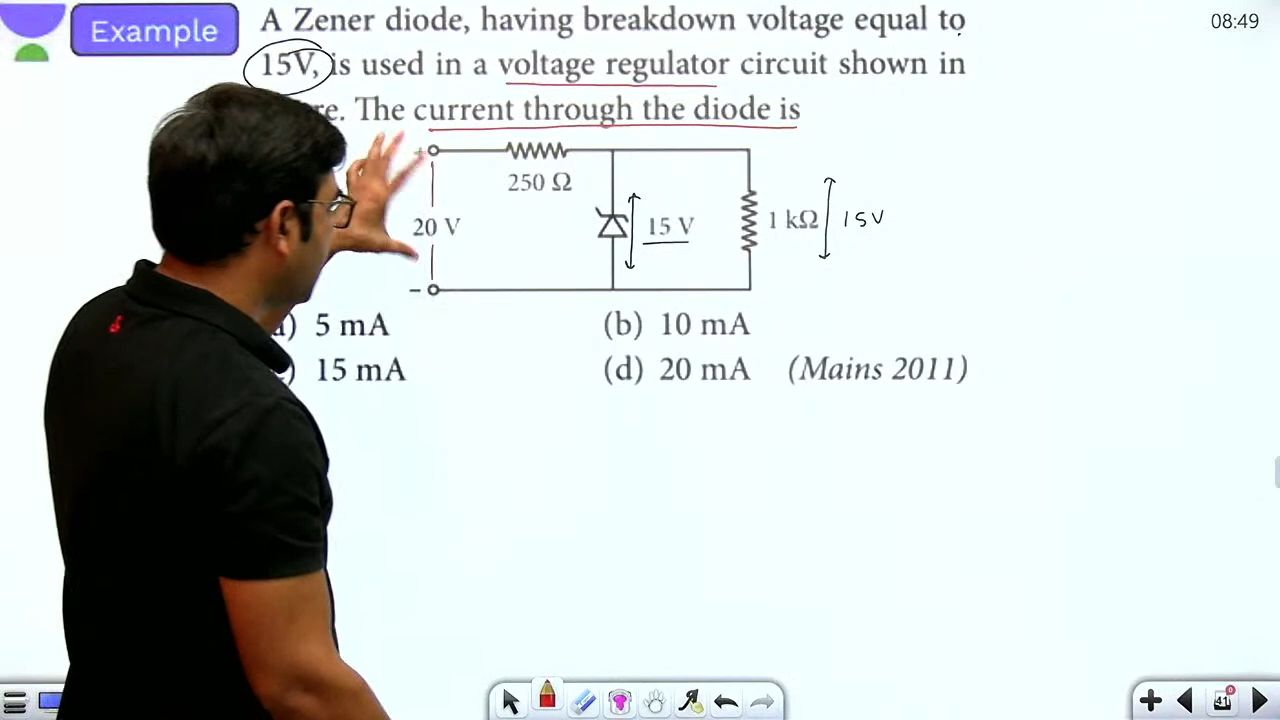 Example
08:49
A Zener diode, having breakdown voltage equal to
15V, is used in a voltage regulator circuit shown in
The current through the diode is
+
250 Ω
20 V
15 V
1 kΩ
15V
-
5 mA
(b) 10 mA
15 mA
(d) 20 mA (Mains 2011)
41